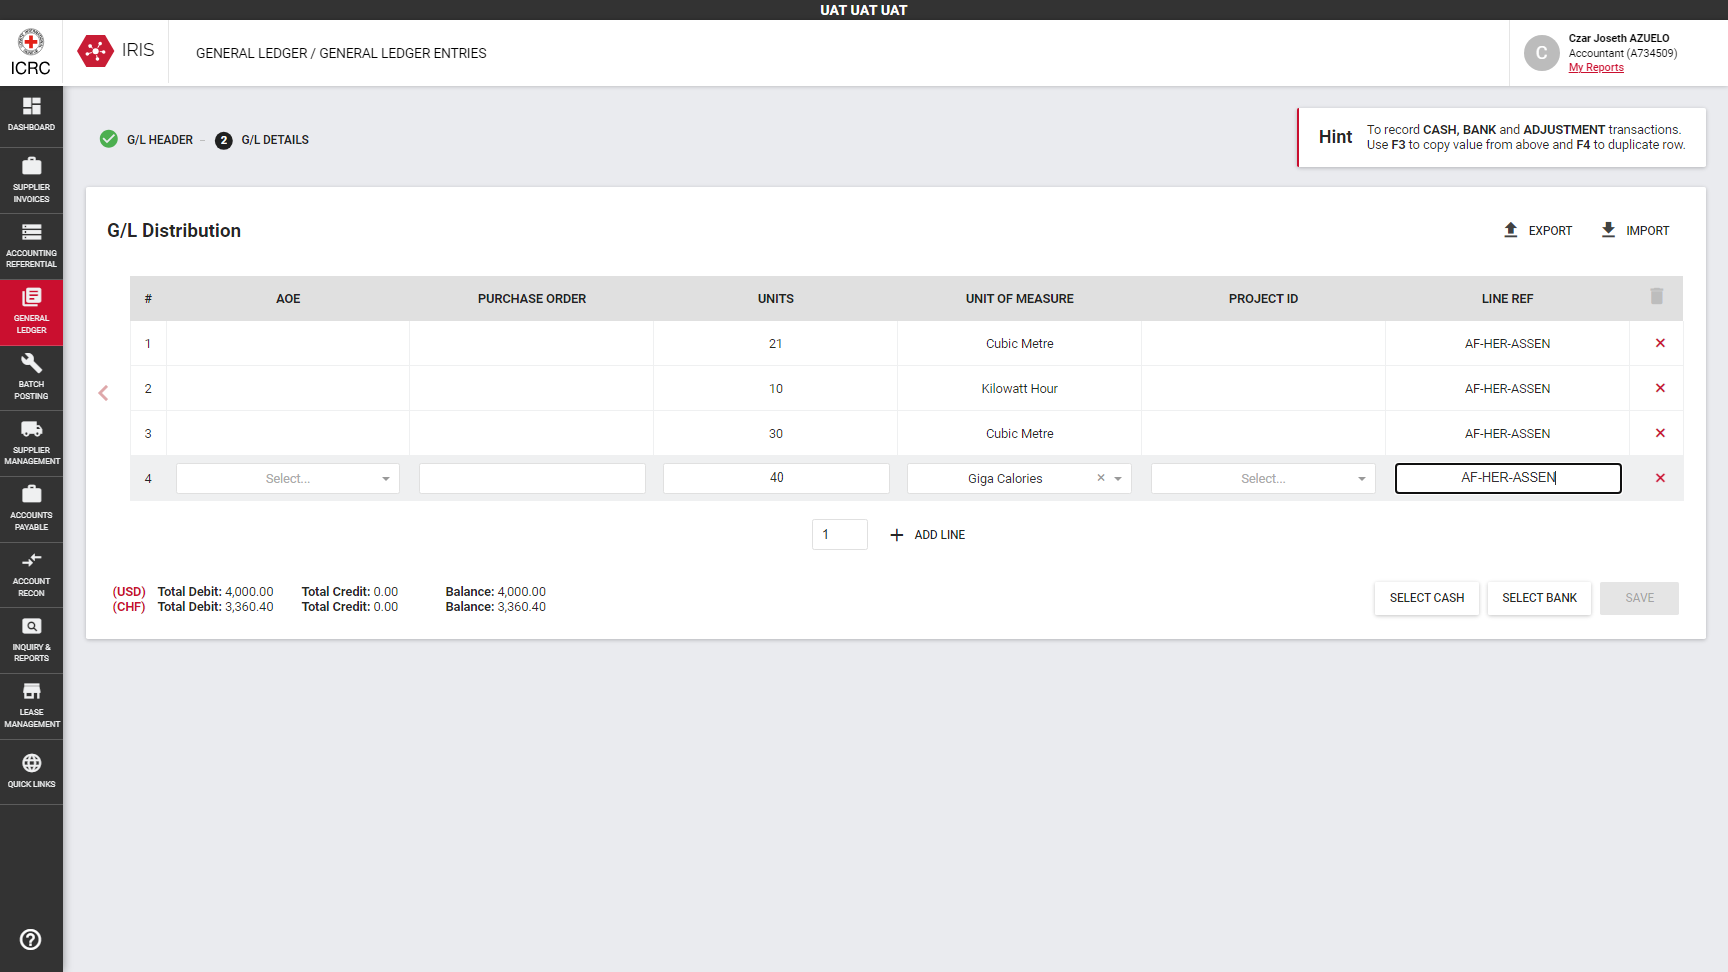 UAT UAT UAT
ICRC
IRIS
GENERAL LEDGER / GENERAL LEDGER ENTRIES
C
Czar Joseth AZUELO
Accountant (A734509)
My Reports
DASHBOARD
SUPPLIER
INVOICES
ACCOUNTING
REFERENTIAL
GENERAL
LEDGER
BATCH
POSTING
SUPPLIER
MANAGEMENT
ACCOUNTS
PAYABLE
ACCOUNT
RECON
INQUIRY &
REPORTS
LEASE
MANAGEMENT
QUICK LINKS
G/L HEADER – 2 G/L DETAILS
Hint
To record CASH, BANK and ADJUSTMENT transactions.
Use F3 to copy value from above and F4 to duplicate row.
G/L Distribution
EXPORT IMPORT
# AOE PURCHASE ORDER UNITS UNIT OF MEASURE PROJECT ID LINE REF
1 21 Cubic Metre AF-HER-ASSEN
2 10 Kilowatt Hour AF-HER-ASSEN
3 30 Cubic Metre AF-HER-ASSEN
4 Select... 40 Giga Calories Select... AF-HER-ASSEN
1 ADD LINE
(USD) Total Debit: 4,000.00 Total Credit: 0.00 Balance: 4,000.00
(CHF) Total Debit: 3,360.40 Total Credit: 0.00 Balance: 3,360.40
SELECT CASH SELECT BANK SAVE